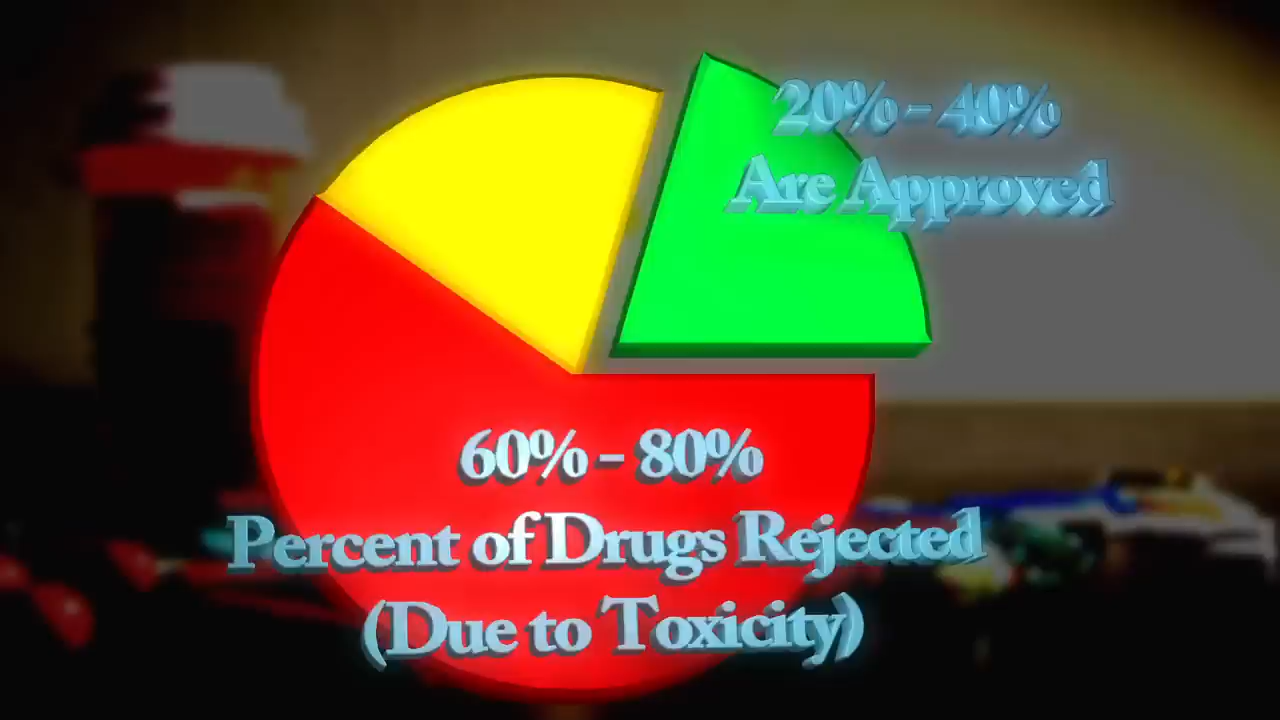 20% - 40%
Are Approved
60% - 80%
Percent of Drugs Rejected
(Due to Toxicity)